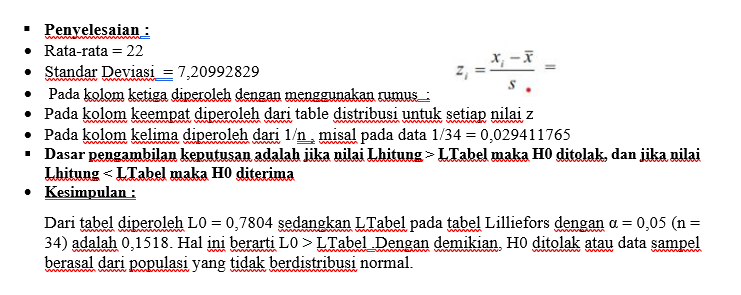 ▪ Penyelesaian :
• Rata-rata = 22
• Standar Deviasi = 7,20992829
• Pada kolom ketiga diperoleh dengan menggunakan rumus :
z_i = (x_i − x̄) / s =
• Pada kolom keempat diperoleh dari table distribusi untuk setiap nilai z
• Pada kolom kelima diperoleh dari 1/n , misal pada data 1/34 = 0,029411765
▪ Dasar pengambilan keputusan adalah jika nilai Lhitung > LTabel maka H0 ditolak, dan jika nilai
Lhitung < LTabel maka H0 diterima
• Kesimpulan :
Dari tabel diperoleh L0 = 0,7804 sedangkan LTabel pada tabel Lilliefors dengan α = 0,05 (n =
34) adalah 0,1518. Hal ini berarti L0 > LTabel Dengan demikian, H0 ditolak atau data sampel
berasal dari populasi yang tidak berdistribusi normal.